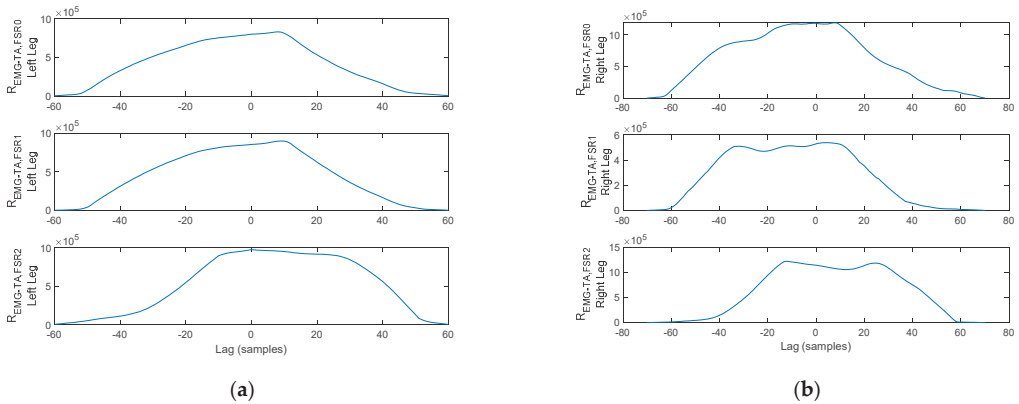 ×10⁵
R_EMG-TA,FSR0
Left Leg
10
5
0
-60 -40 -20 0 20 40 60
×10⁵
R_EMG-TA,FSR1
Left Leg
10
5
0
-60 -40 -20 0 20 40 60
×10⁵
R_EMG-TA,FSR2
Left Leg
10
5
0
-60 -40 -20 0 20 40 60
Lag (samples)
(a)
×10⁵
R_EMG-TA,FSR0
Right Leg
10
5
0
-80 -60 -40 -20 0 20 40 60 80
×10⁵
R_EMG-TA,FSR1
Right Leg
6
4
2
0
-80 -60 -40 -20 0 20 40 60 80
×10⁵
R_EMG-TA,FSR2
Right Leg
15
10
5
0
-80 -60 -40 -20 0 20 40 60 80
Lag (samples)
(b)